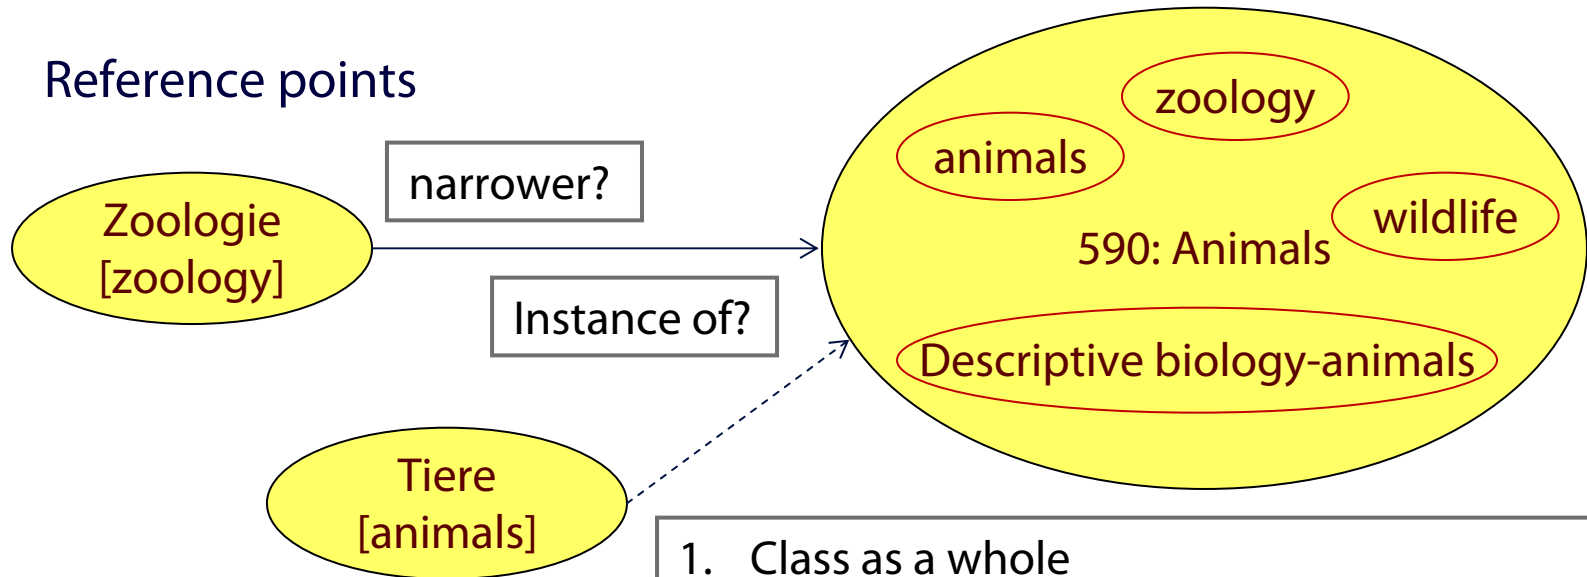 Reference points
narrower?
Zoologie
[zoology]
Instance of?
Tiere
[animals]
zoology
animals
wildlife
590: Animals
Descriptive biology-animals
1. Class as a whole